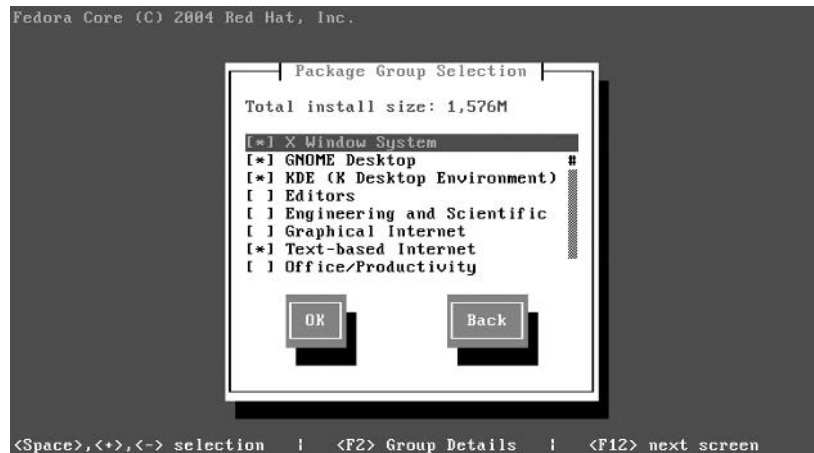 Fedora Core (C) 2004 Red Hat, Inc.
Package Group Selection
Total install size: 1,576M
[*] X Window System
[*] GNOME Desktop #
[*] KDE (K Desktop Environment)
[ ] Editors
[ ] Engineering and Scientific
[ ] Graphical Internet
[*] Text-based Internet
[ ] Office/Productivity
OK Back
<Space>,<+>,<-> selection | <F2> Group Details | <F12> next screen